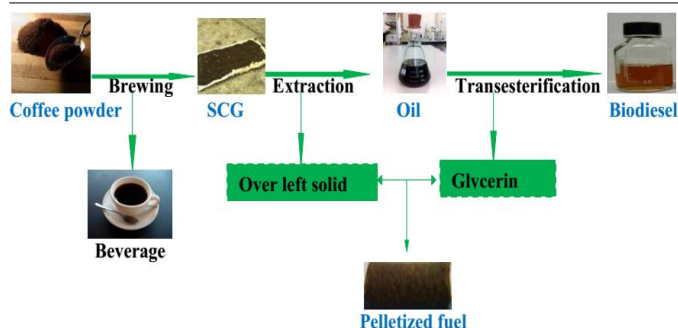 Brewing
Extraction
Transesterification
Coffee powder
SCG
Oil
Biodiesel
Over left solid
Glycerin
Beverage
Pelletized fuel